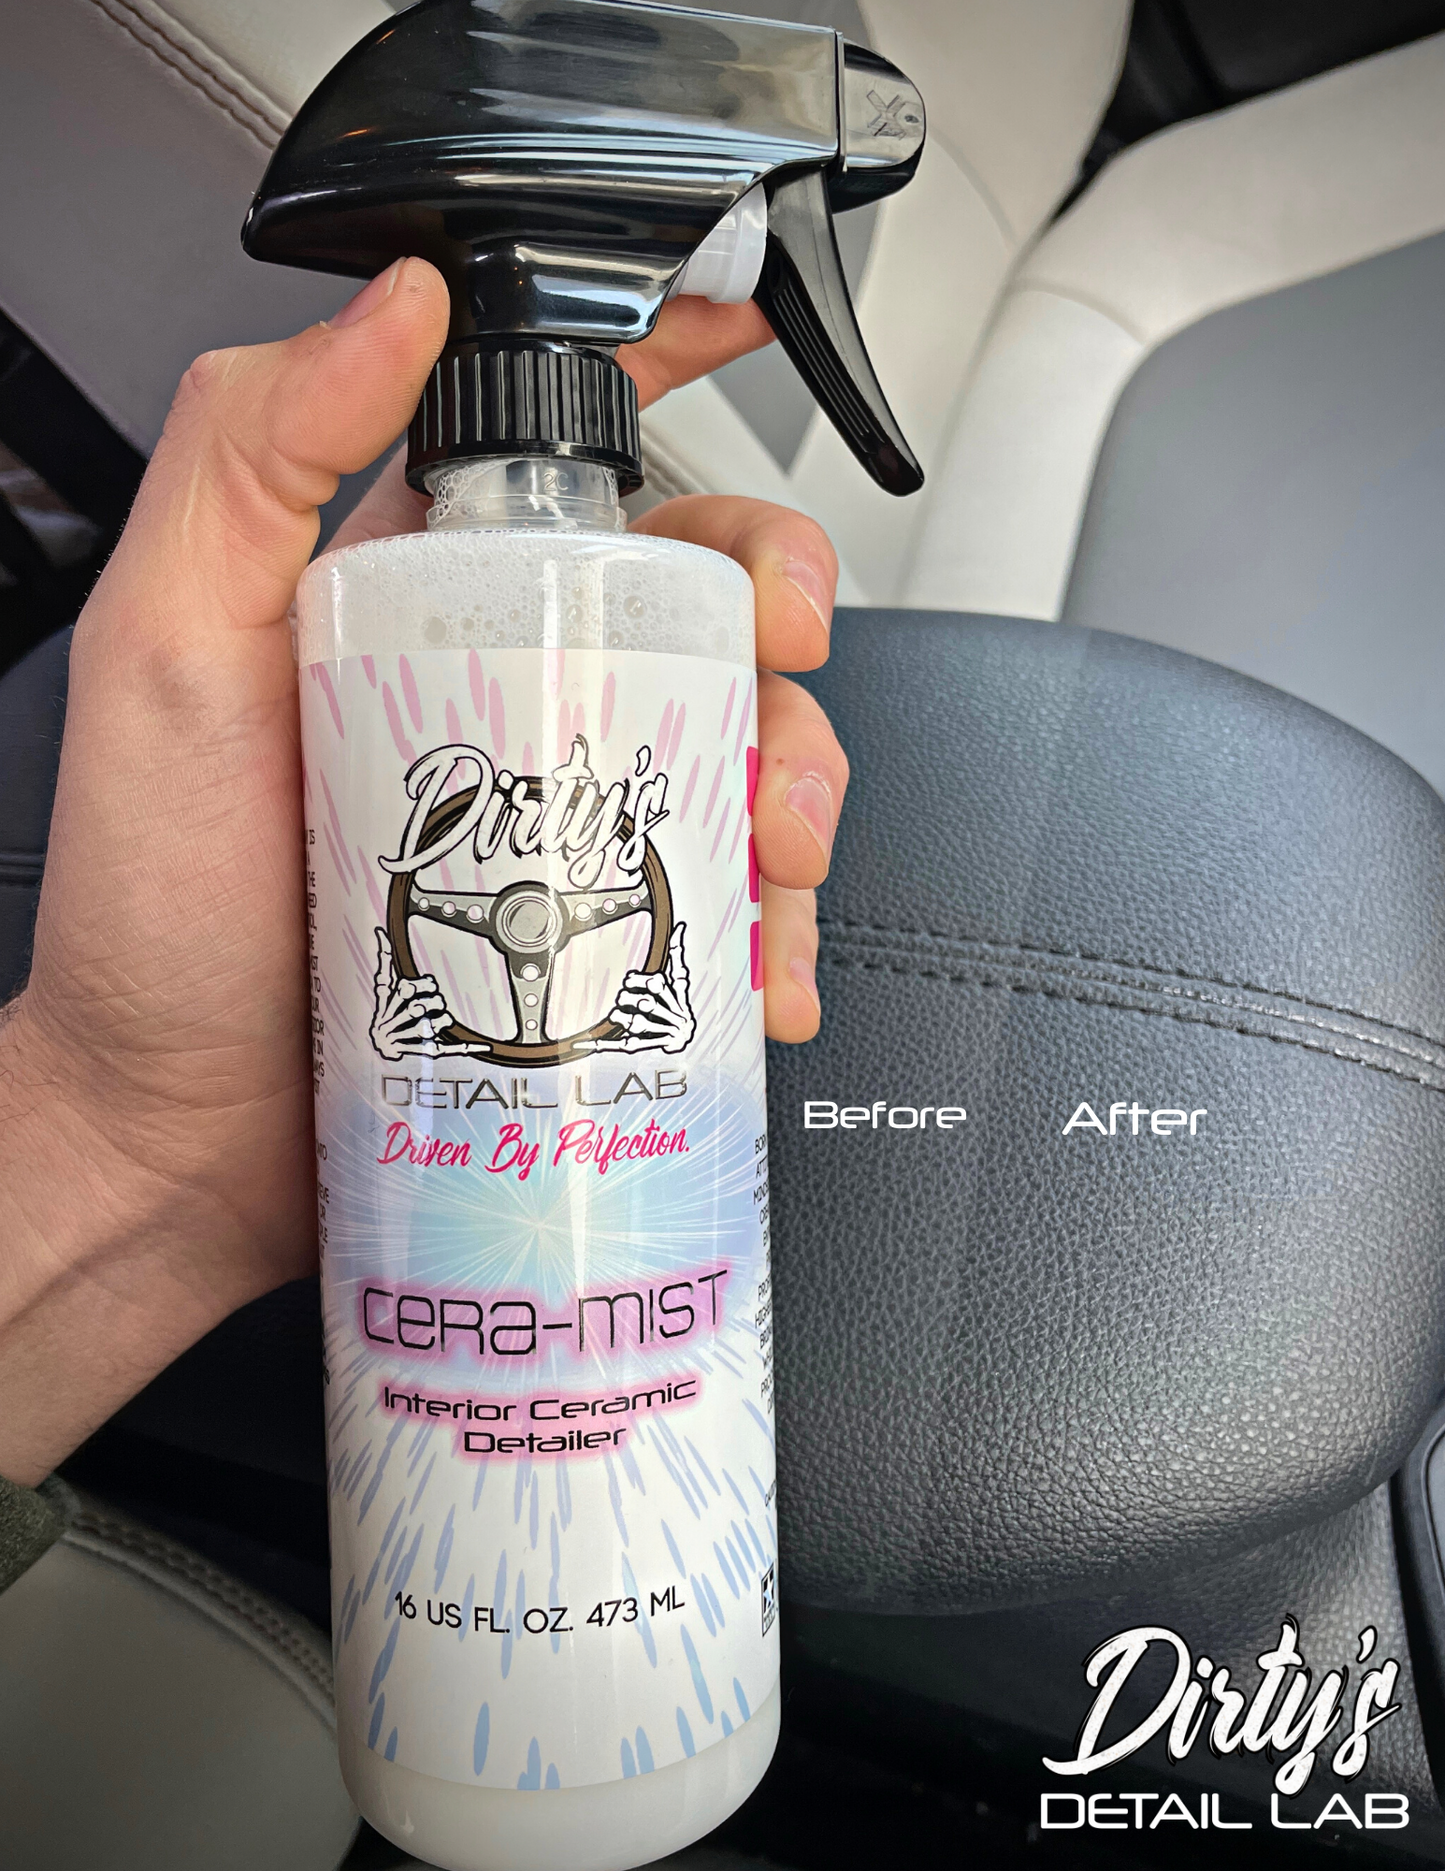 2C
Dirty's
DETAIL LAB
Driven By Perfection.
CERA-MIST
Interior Ceramic
Detailer
16 US FL. OZ. 473 ML
Before After
Dirty's
DETAIL LAB